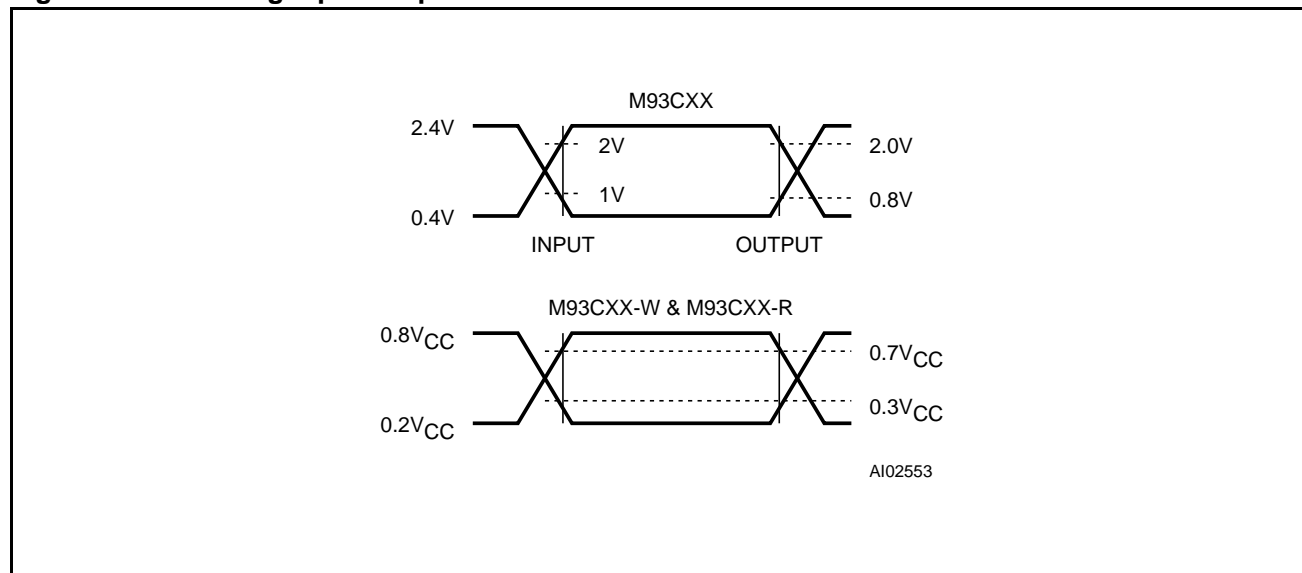 M93CXX
2.4V
2V
2.0V
1V
0.8V
0.4V
INPUT OUTPUT
M93CXX-W & M93CXX-R
0.8VCC
0.7VCC
0.3VCC
0.2VCC
AI02553